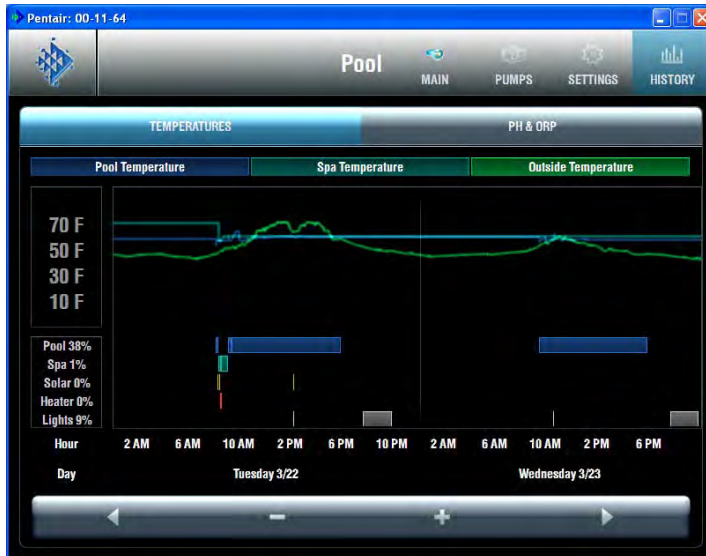 Pentair: 00-11-64
Pool
MAIN
PUMPS
SETTINGS
HISTORY
TEMPERATURES
PH & ORP
Pool Temperature
Spa Temperature
Outside Temperature
70 F
50 F
30 F
10 F
Pool 38%
Spa 1%
Solar 0%
Heater 0%
Lights 9%
Hour 2 AM 6 AM 10 AM 2 PM 6 PM 10 PM 2 AM 6 AM 10 AM 2 PM 6 PM
Day Tuesday 3/22 Wednesday 3/23